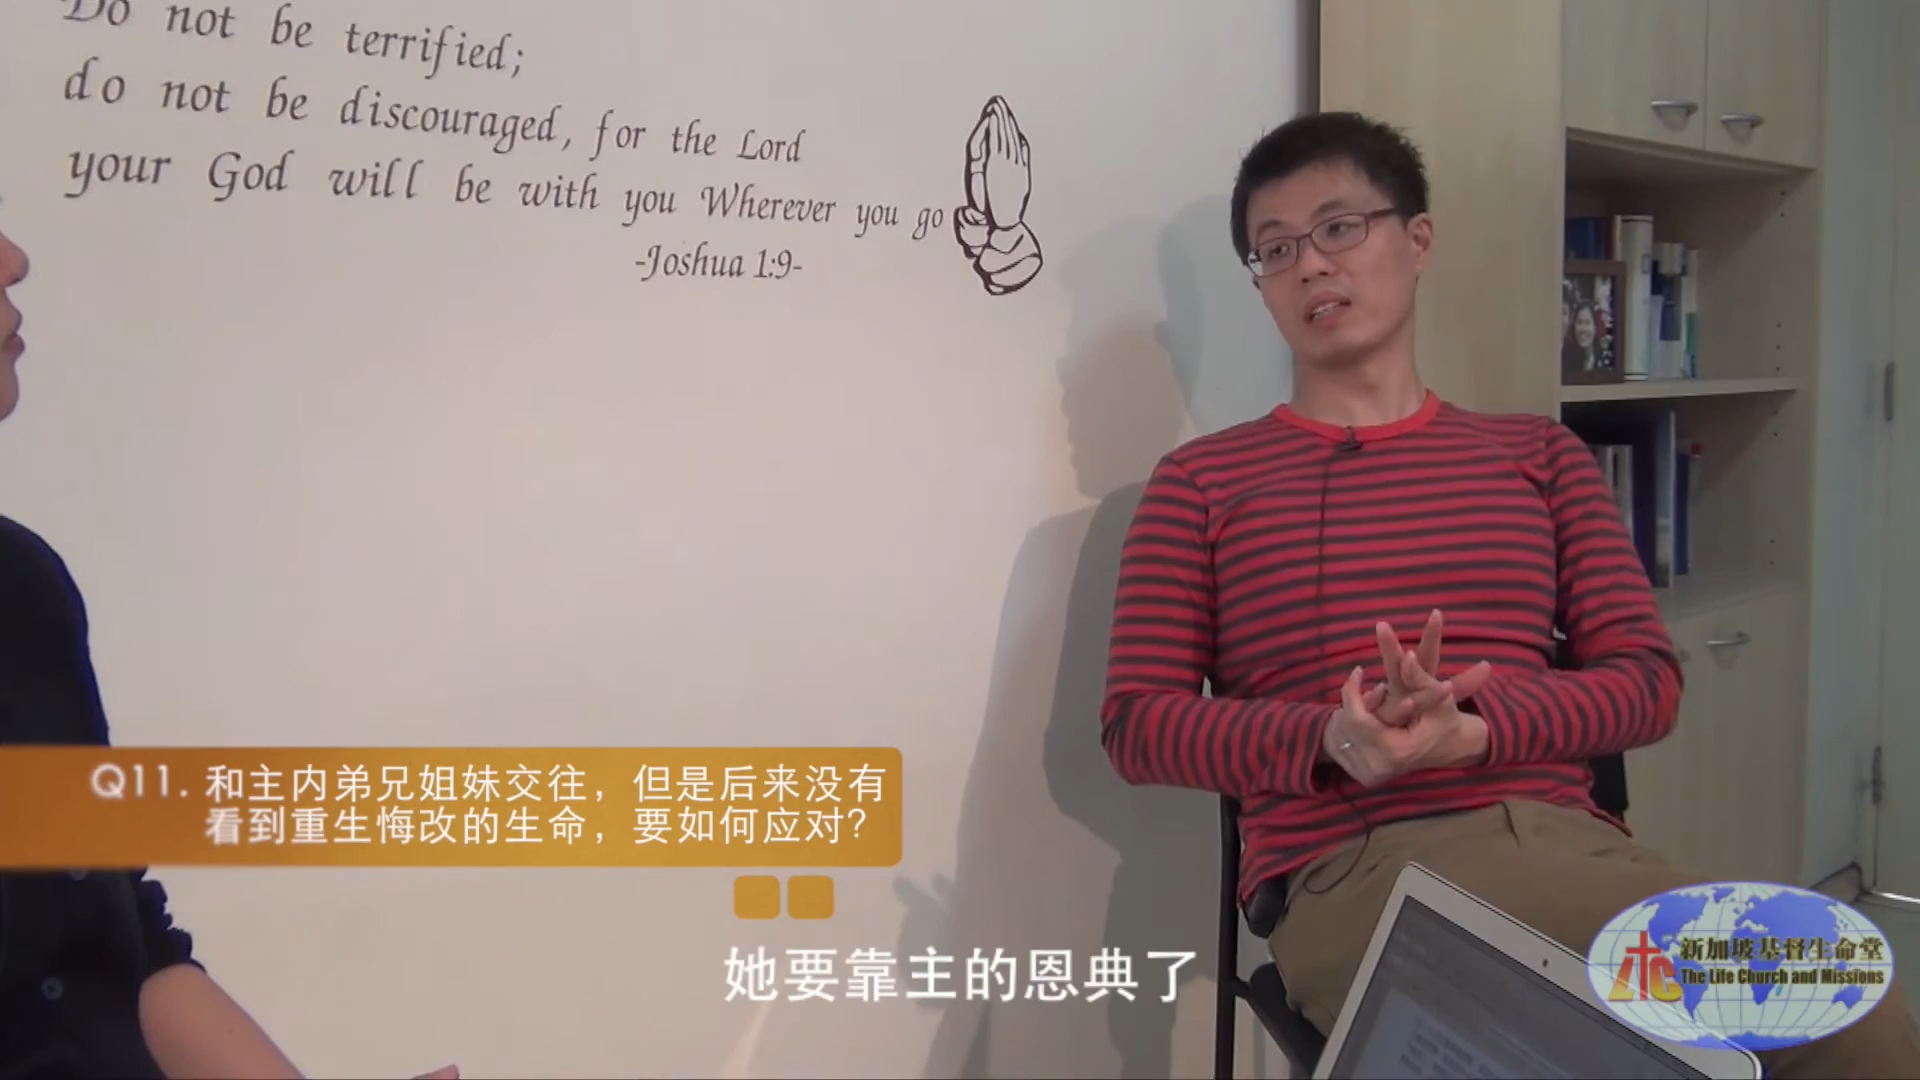 Do not be terrified;
do not be discouraged, for the Lord
your God will be with you Wherever you go
-Joshua 1:9-
Q11. 和主内弟兄姐妹交往，但是后来没有
看到重生悔改的生命，要如何应对？
她要靠主的恩典了
LTC 新加坡基督生命堂
The Life Church and Missions